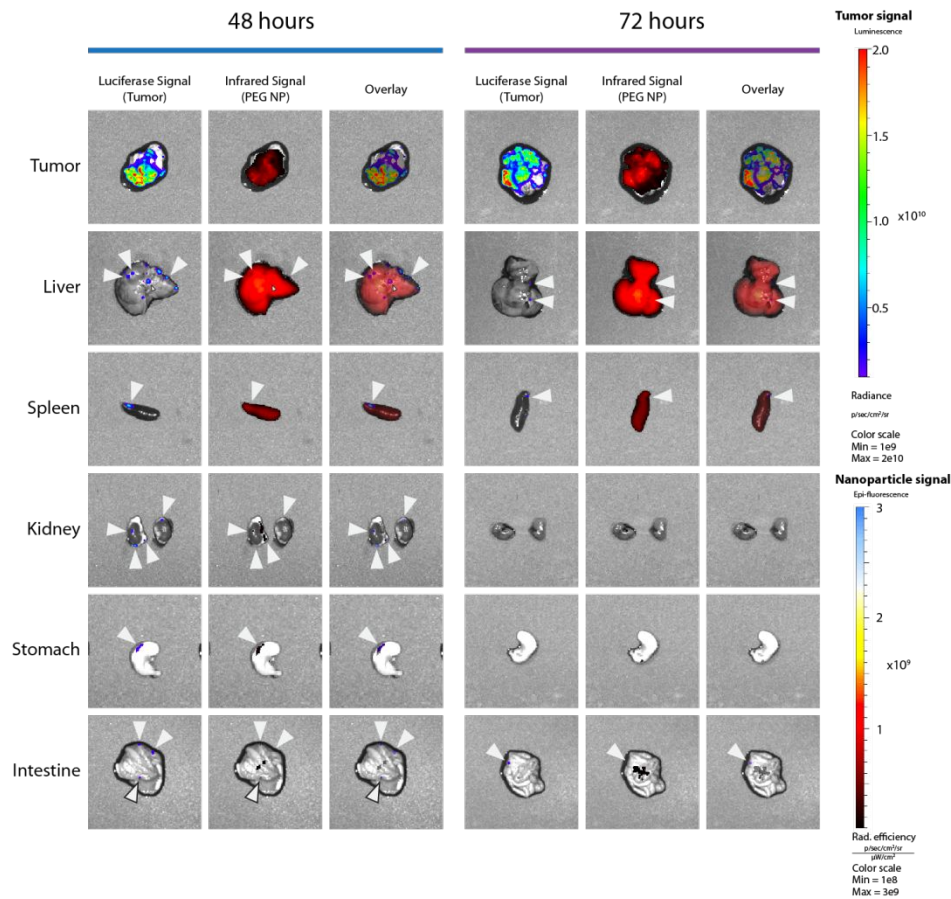 48 hours
72 hours
Luciferase Signal
(Tumor)
Infrared Signal
(PEG NP)
Overlay
Luciferase Signal
(Tumor)
Infrared Signal
(PEG NP)
Overlay
Tumor
Liver
Spleen
Kidney
Stomach
Intestine
Tumor signal
Luminescence
2.0
1.5
1.0
x10¹⁰
0.5
Radiance
p/sec/cm²/sr
Color scale
Min = 1e9
Max = 2e10
Nanoparticle signal
Epi-fluorescence
3
2
x10⁹
1
Rad. efficiency
p/sec/cm²/sr
µW/cm²
Color scale
Min = 1e8
Max = 3e9